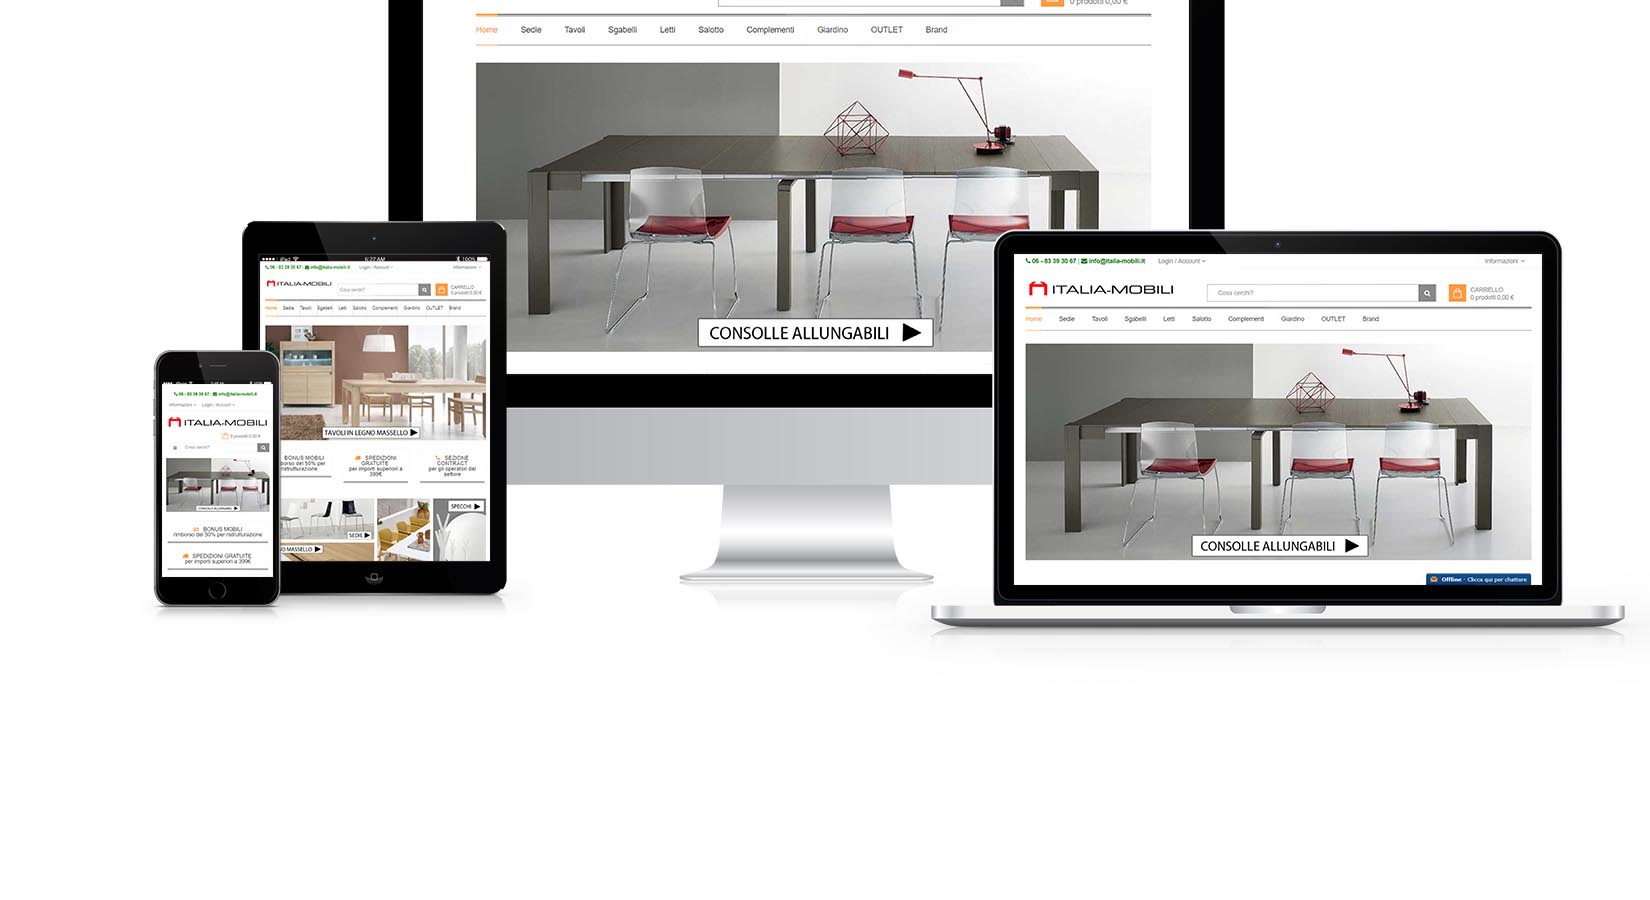 0 prodotti 0,00 €
Home Sedie Tavoli Sgabelli Letti Salotto Complementi Giardino OUTLET Brand
CONSOLLE ALLUNGABILI
iPad 6:27 AM 100%
06 - 83 39 30 67 | info@italia-mobili.it Login / Account Informazioni
ITALIA-MOBILI
Cosa cerchi?
CARRELLO
0 prodotti 0,00 €
Home Sedie Tavoli Sgabelli Letti Salotto Complementi Giardino OUTLET Brand
TAVOLI IN LEGNO MASSELLO
BONUS MOBILI
borso del 50% per
ristrutturazione
SPEDIZIONI
GRATUITE
per importi superiori a
399€
SEZIONE
CONTRACT
per gli operatori del
settore
SEDIE
SPECCHI
NO MASSELLO
06 - 83 39 30 67 | info@italia-mobili.it
Informazioni Login / Account
ITALIA-MOBILI
0 prodotti 0,00 €
Cosa cerchi?
CONSOLLE ALLUNGABILI
BONUS MOBILI
rimborso del 50% per ristrutturazione
SPEDIZIONI GRATUITE
per importi superiori a 399€
06 - 83 39 30 67 | info@italia-mobili.it Login / Account Informazioni
ITALIA-MOBILI
Cosa cerchi?
CARRELLO
0 prodotti 0,00 €
Home Sedie Tavoli Sgabelli Letti Salotto Complementi Giardino OUTLET Brand
CONSOLLE ALLUNGABILI
Offline - Clicca qui per chattare